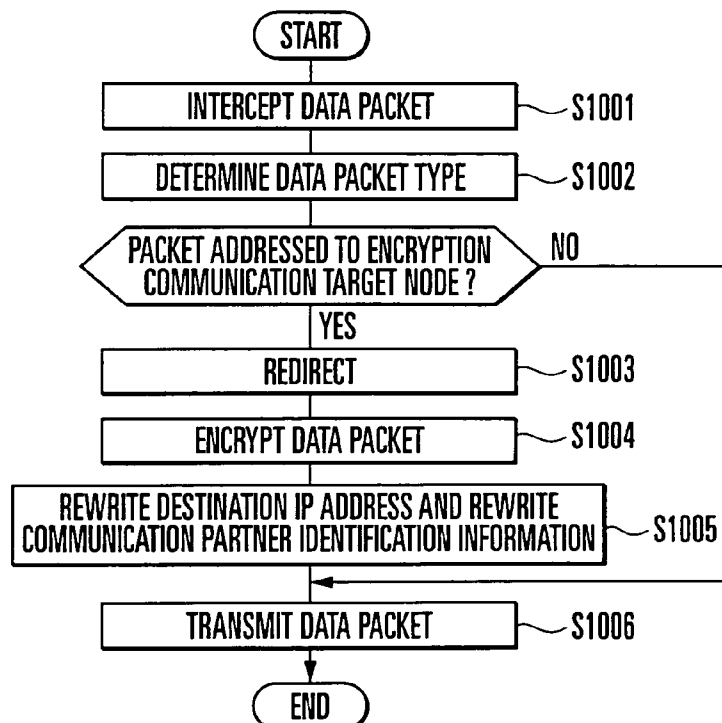 START
INTERCEPT DATA PACKET
S1001
DETERMINE DATA PACKET TYPE
S1002
PACKET ADDRESSED TO ENCRYPTION
COMMUNICATION TARGET NODE ?
NO
YES
REDIRECT
S1003
ENCRYPT DATA PACKET
S1004
REWRITE DESTINATION IP ADDRESS AND REWRITE
COMMUNICATION PARTNER IDENTIFICATION INFORMATION
S1005
TRANSMIT DATA PACKET
S1006
END